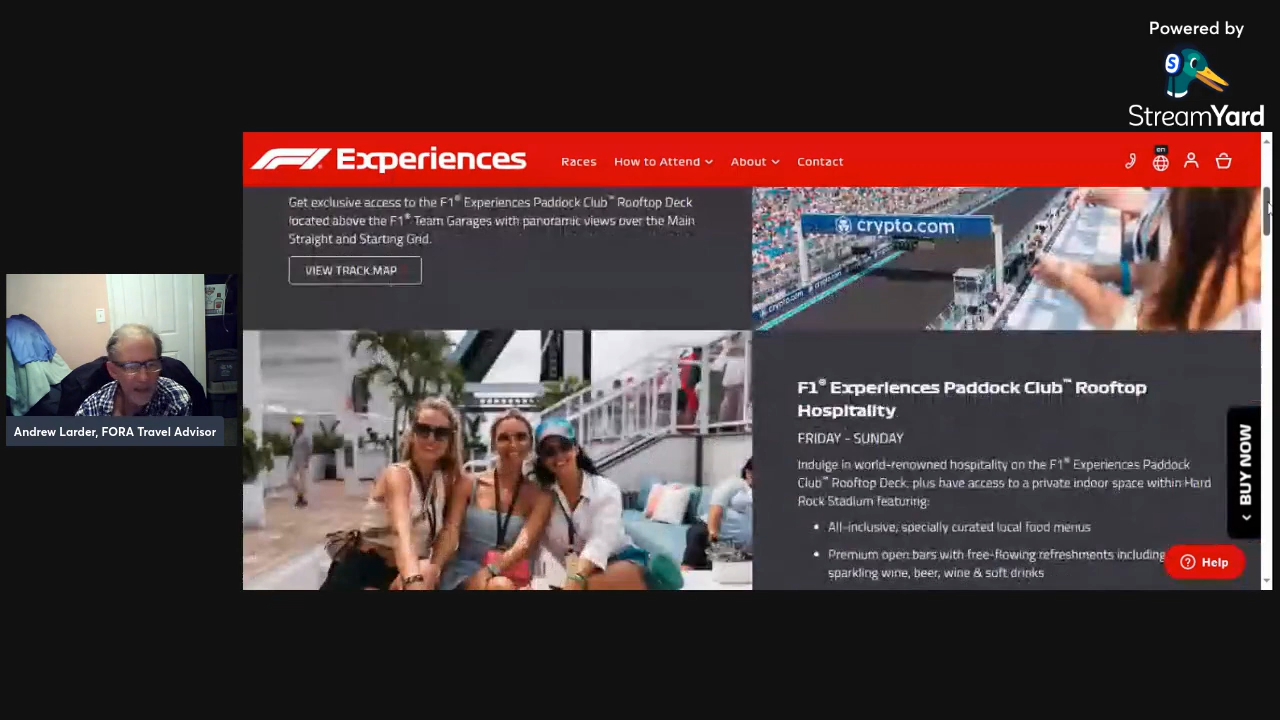 Powered by
StreamYard
F1 Experiences
Races How to Attend About Contact
en
Get exclusive access to the F1® Experiences Paddock Club™ Rooftop Deck
located above the F1® Team Garages with panoramic views over the Main
Straight and Starting Grid.
VIEW TRACK MAP
crypto.com
crypto.com
F1® Experiences Paddock Club™ Rooftop
Hospitality
FRIDAY - SUNDAY
Indulge in world-renowned hospitality on the F1® Experiences Paddock
Club™ Rooftop Deck, plus have access to a private indoor space within Hard
Rock Stadium featuring:
• All-inclusive, specially curated local food menus
• Premium open bars with free-flowing refreshments including
sparkling wine, beer, wine & soft drinks
BUY NOW
Help
Andrew Larder, FORA Travel Advisor